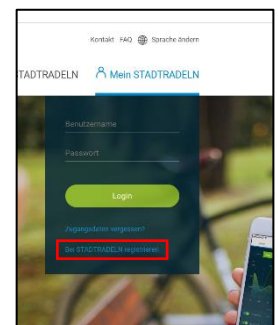 Kontakt FAQ Sprache ändern
STADTRADELN Mein STADTRADELN
Benutzername
Passwort
Login
Zugangsdaten vergessen?
Bei STADTRADELN registrieren